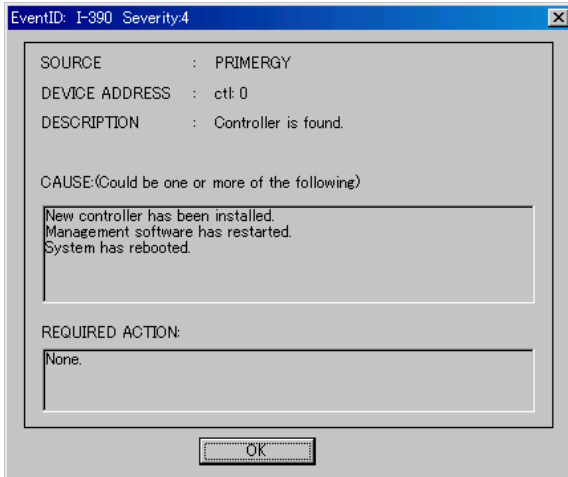 EventID: I-390 Severity:4
SOURCE : PRIMERGY
DEVICE ADDRESS : ctl: 0
DESCRIPTION : Controller is found.
CAUSE:(Could be one or more of the following)
New controller has been installed.
Management software has restarted.
System has rebooted.
REQUIRED ACTION:
None.
OK